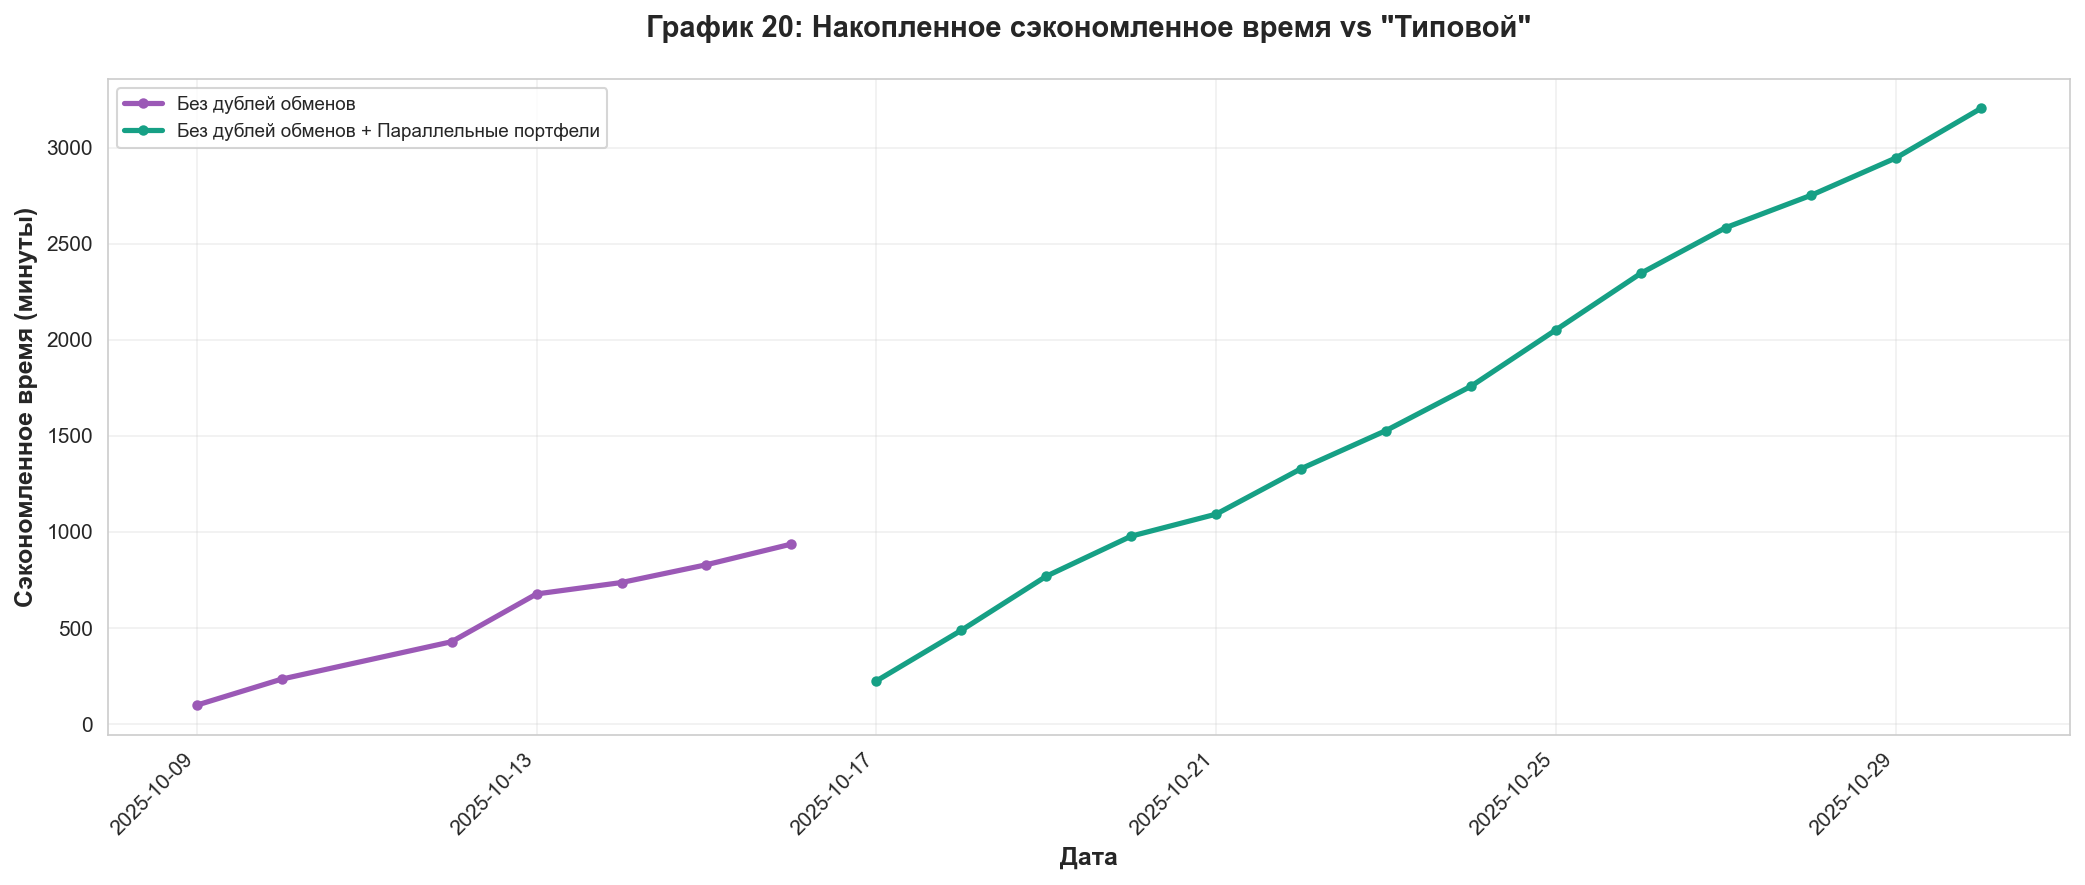 График 20: Накопленное сэкономленное время vs "Типовой"
Без дублей обменов
Без дублей обменов + Параллельные портфели
Сэкономленное время (минуты)
3000
2500
2000
1500
1000
500
0
2025-10-09
2025-10-13
2025-10-17
2025-10-21
2025-10-25
2025-10-29
Дата